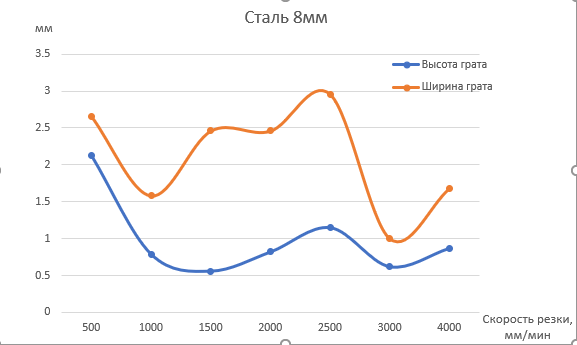 Сталь 8мм
мм
3.5
3
2.5
2
1.5
1
0.5
0
Высота грата
Ширина грата
500 1000 1500 2000 2500 3000 4000
Скорость резки,
мм/мин